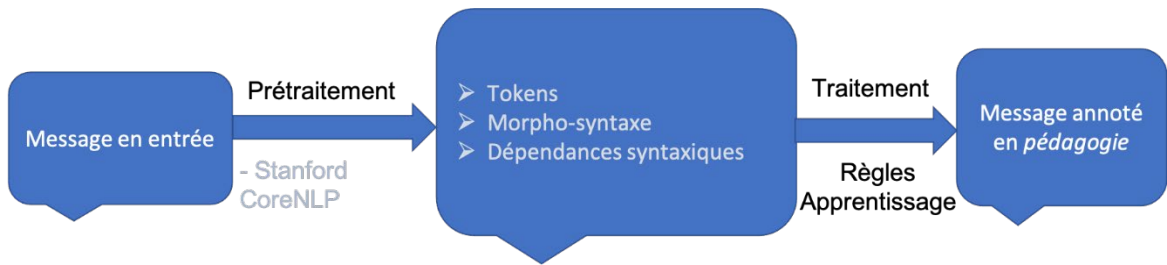 Message en entrée
Prétraitement
- Stanford
CoreNLP
➢ Tokens
➢ Morpho-syntaxe
➢ Dépendances syntaxiques
Traitement
Règles
Apprentissage
Message annoté
en pédagogie